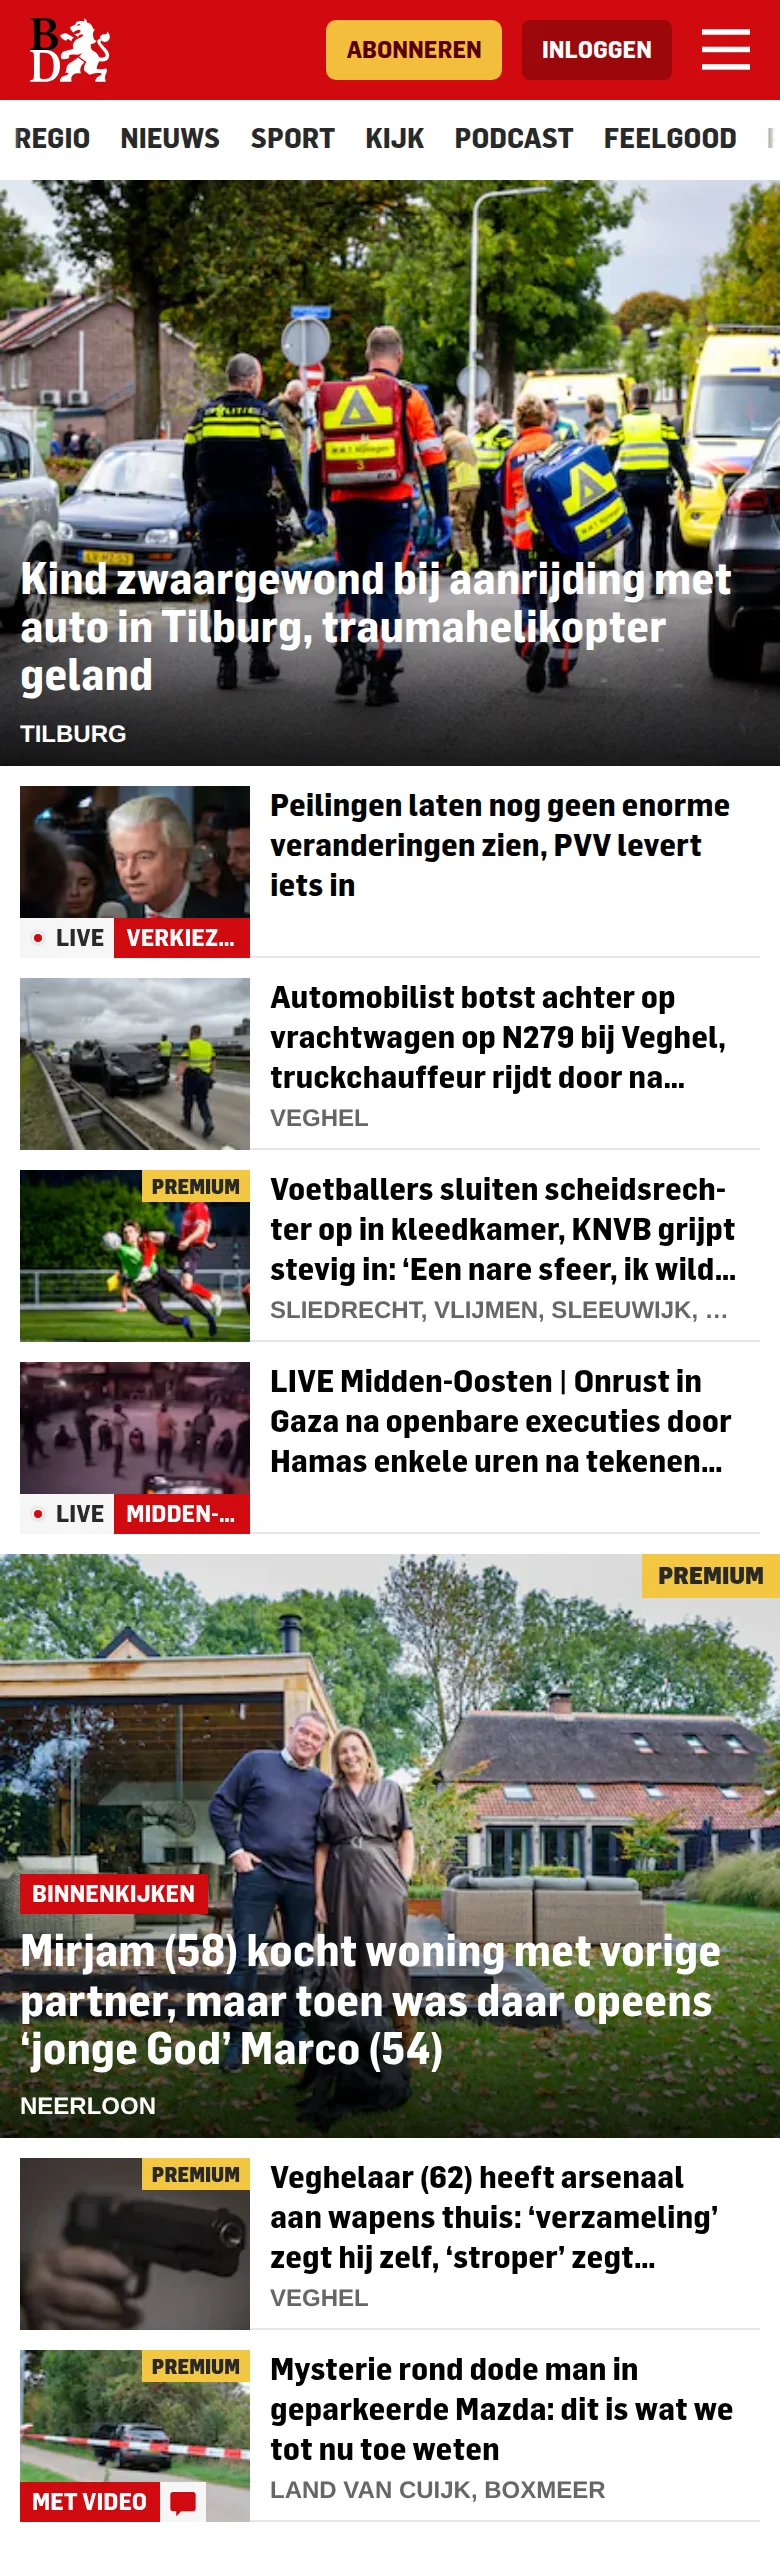 BD
ABONNEREN
INLOGGEN
REGIO NIEUWS SPORT KIJK PODCAST FEELGOOD
Kind zwaargewond bij aanrijding met
auto in Tilburg, traumahelikopter
geland
TILBURG
Peilingen laten nog geen enorme
veranderingen zien, PVV levert
iets in
LIVE VERKIEZ...
Automobilist botst achter op
vrachtwagen op N279 bij Veghel,
truckchauffeur rijdt door na...
VEGHEL
PREMIUM
Voetballers sluiten scheidsrech-
ter op in kleedkamer, KNVB grijpt
stevig in: ‘Een nare sfeer, ik wild...
SLIEDRECHT, VLIJMEN, SLEEUWIJK, ...
LIVE Midden-Oosten | Onrust in
Gaza na openbare executies door
Hamas enkele uren na tekenen...
LIVE MIDDEN-...
PREMIUM
BINNENKIJKEN
Mirjam (58) kocht woning met vorige
partner, maar toen was daar opeens
‘jonge God’ Marco (54)
NEERLOON
PREMIUM
Veghelaar (62) heeft arsenaal
aan wapens thuis: ‘verzameling’
zegt hij zelf, ‘stroper’ zegt...
VEGHEL
PREMIUM
Mysterie rond dode man in
geparkeerde Mazda: dit is wat we
tot nu toe weten
LAND VAN CUIJK, BOXMEER
MET VIDEO